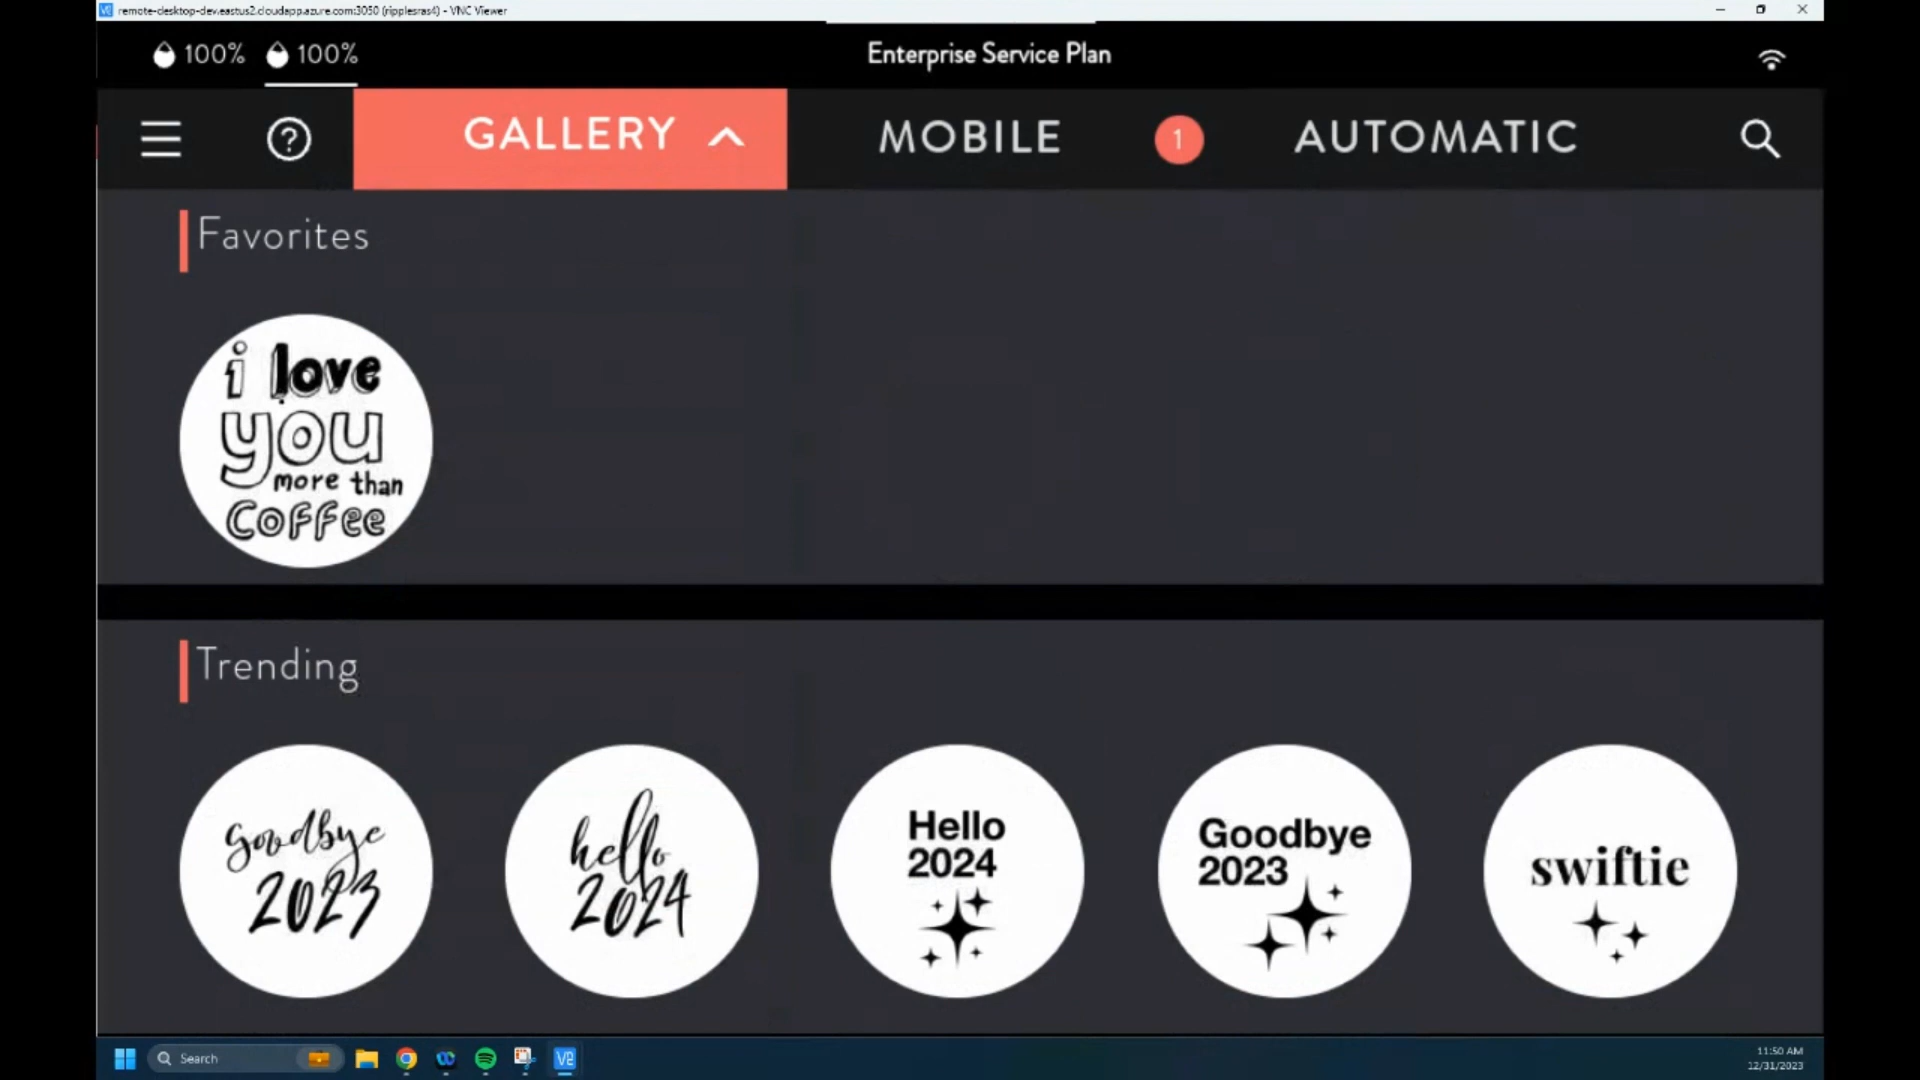 remote-desktop-dev.eastus2.cloudapp.azure.com:3050 (ripplesras4) - VNC Viewer
100% 100%
Enterprise Service Plan
GALLERY
MOBILE
1
AUTOMATIC
Favorites
i love
you
more than
Coffee
Trending
goodbye
2023
hello
2024
Hello
2024
Goodbye
2023
swiftie
Search
11:50 AM
12/31/2023